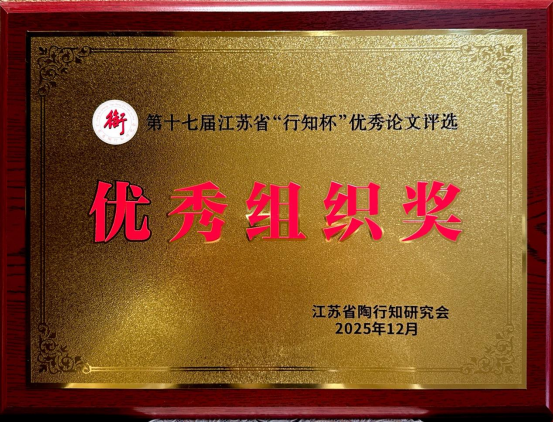 第十七届江苏省“行知杯”优秀论文评选
优秀组织奖
江苏省陶行知研究会
2025年12月